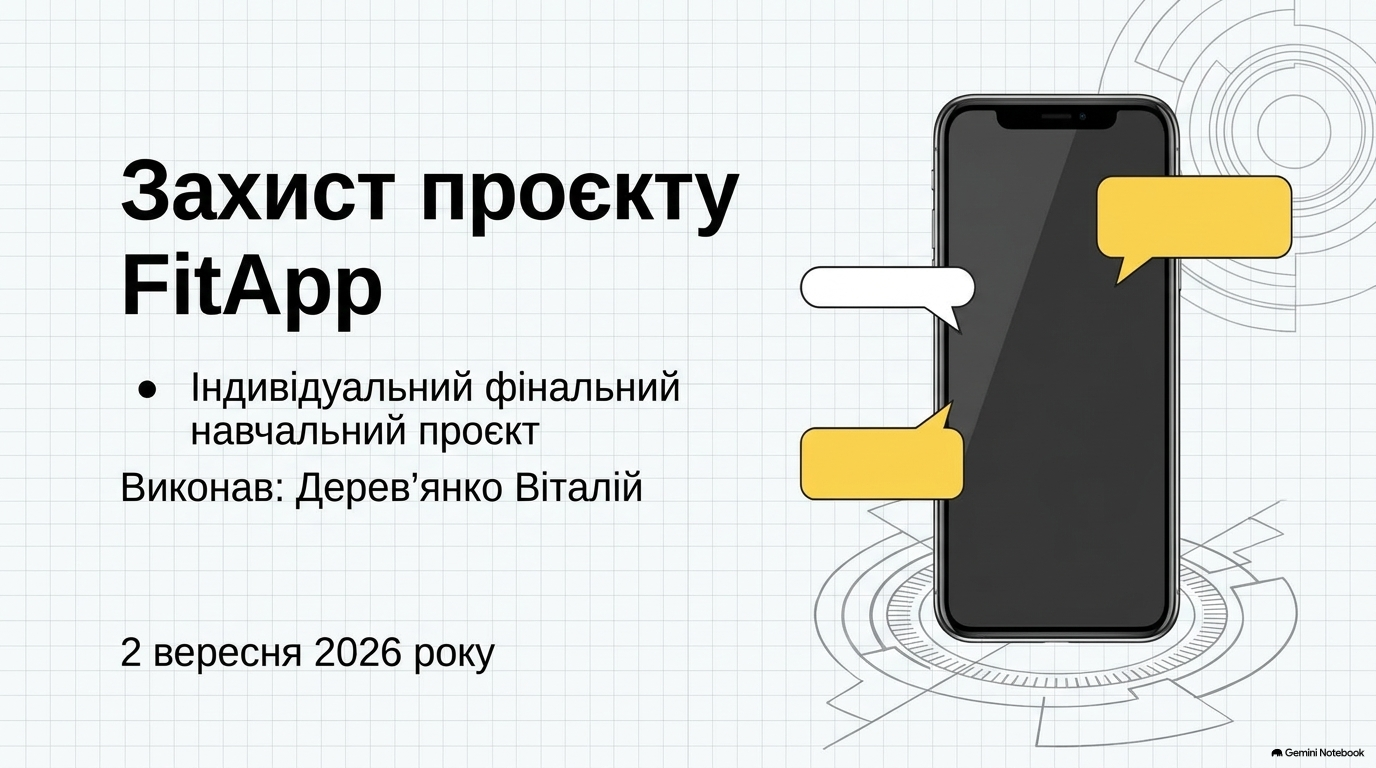 Захист проєкту
FitApp
● Індивідуальний фінальний
навчальний проєкт
Виконав: Дерев’янко Віталій
2 вересня 2026 року
Gemini Notebook